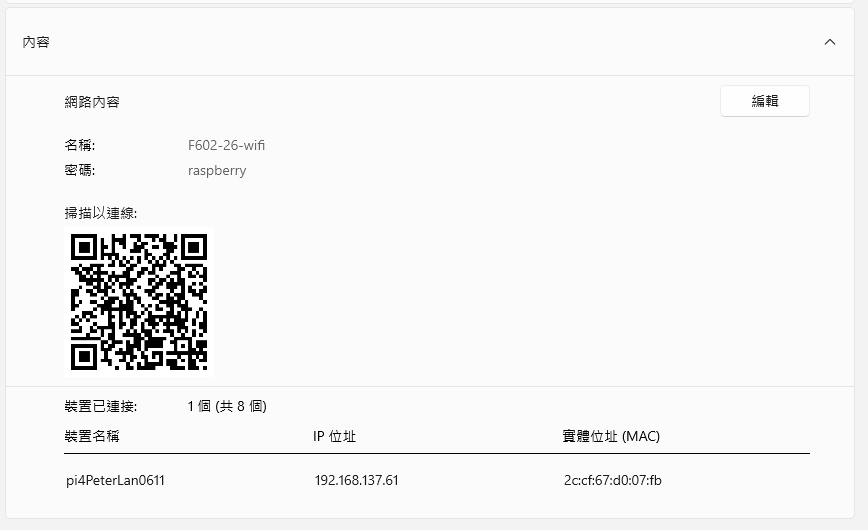 內容
網路內容
編輯
名稱: F602-26-wifi
密碼: raspberry
掃描以連線:
裝置已連接: 1 個 (共 8 個)
裝置名稱 IP 位址 實體位址 (MAC)
pi4PeterLan0611 192.168.137.61 2c:cf:67:d0:07:fb